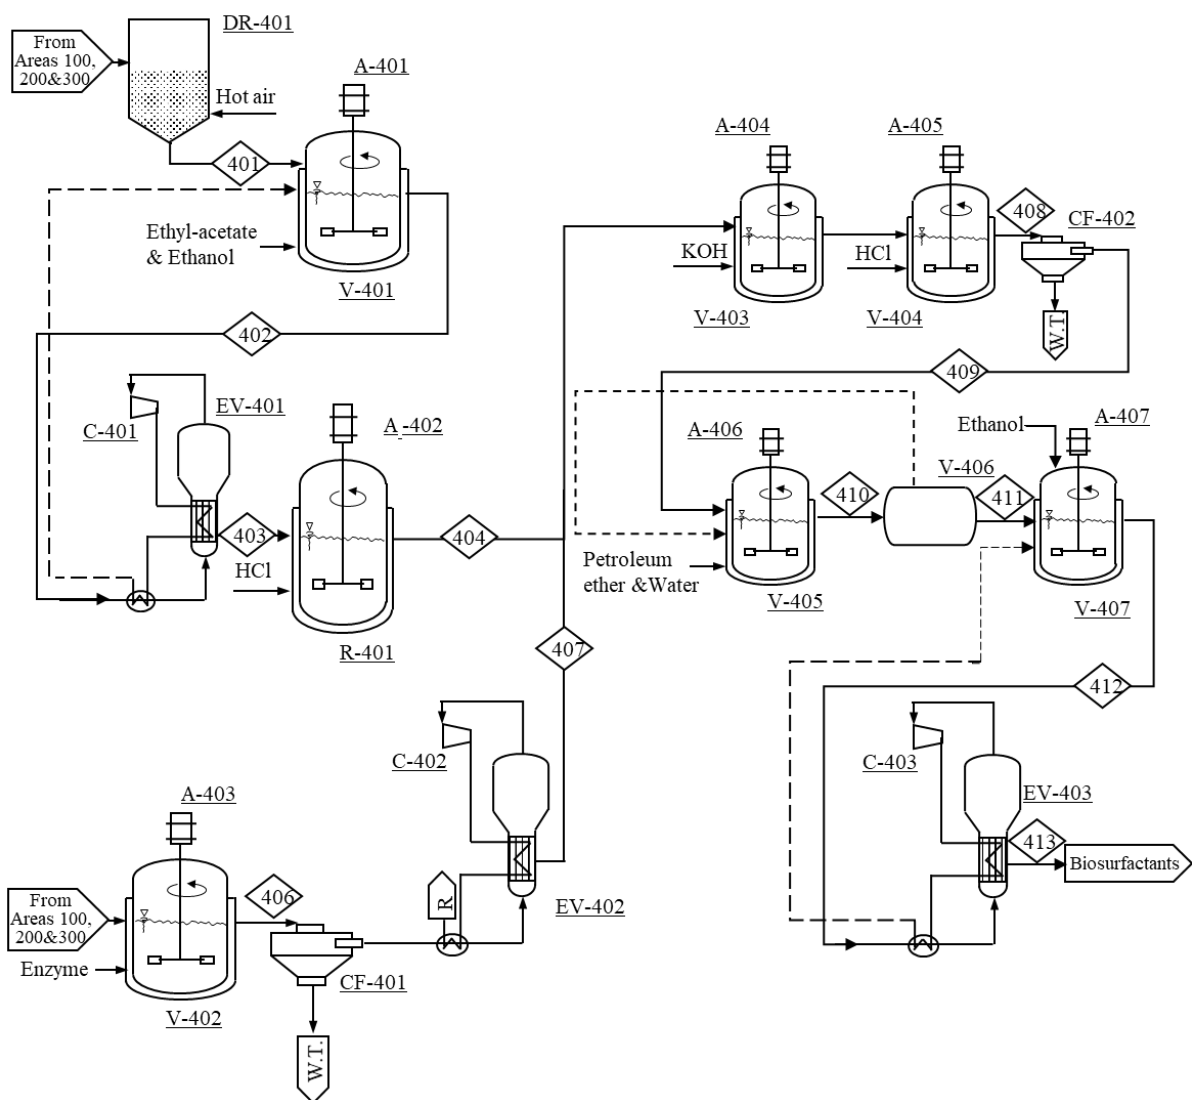 DR-401
From
Areas 100,
200&300
Hot air
A-401
401
Ethyl-acetate
& Ethanol
V-401
402
EV-401
C-401
A -402
403
HCl
R-401
404
A-404
A-405
408
CF-402
KOH
HCl
V-403
V-404
W.T
409
A-406
Ethanol
A-407
V-406
410
411
Petroleum
ether &Water
V-405
V-407
407
412
C-402
C-403
EV-403
413
Biosurfactants
A-403
From
Areas 100,
200&300
406
R
EV-402
Enzyme
CF-401
V-402
W.T.